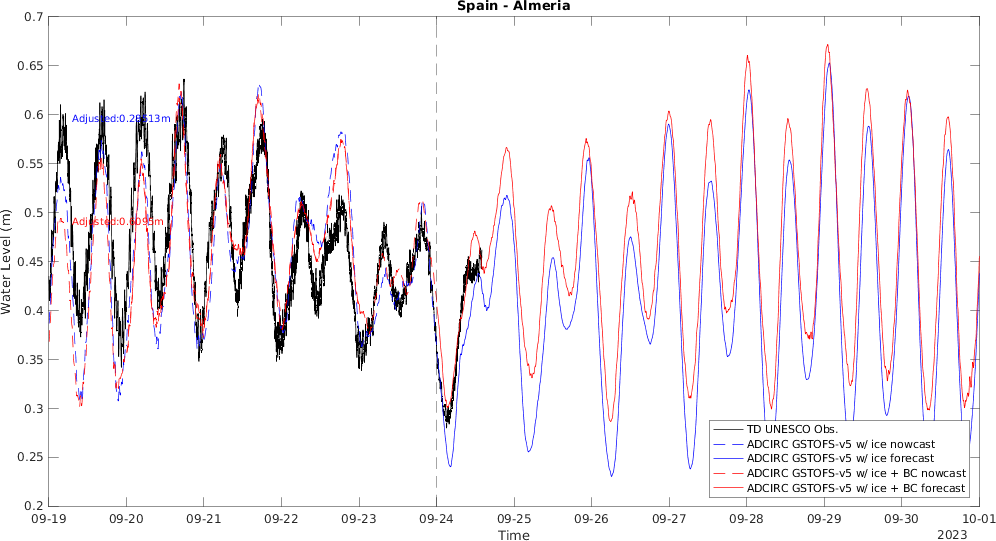 Spain - Almeria
0.7
0.65
0.6
0.55
0.5
0.45
0.4
0.35
0.3
0.25
0.2
Water Level (m)
Adjusted:0.28613m
Adjusted:0.6095m
TD UNESCO Obs.
ADCIRC GSTOFS-v5 w/ ice nowcast
ADCIRC GSTOFS-v5 w/ ice forecast
ADCIRC GSTOFS-v5 w/ ice + BC nowcast
ADCIRC GSTOFS-v5 w/ ice + BC forecast
09-19 09-20 09-21 09-22 09-23 09-24 09-25 09-26 09-27 09-28 09-29 09-30 10-01
Time
2023